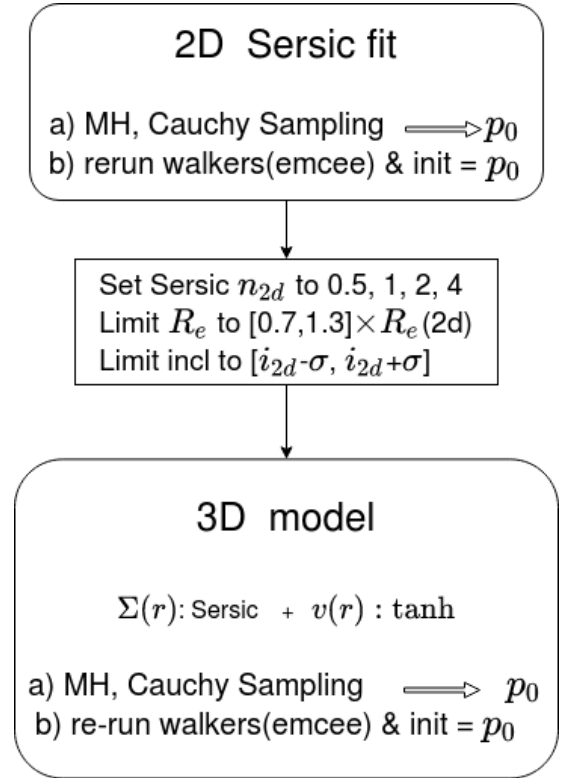 2D Sersic fit
a) MH, Cauchy Sampling ⟹ p₀
b) rerun walkers(emcee) & init = p₀
Set Sersic n₂d to 0.5, 1, 2, 4
Limit Rₑ to [0.7,1.3]×Rₑ(2d)
Limit incl to [i₂d-σ, i₂d+σ]
3D model
Σ(r): Sersic + v(r) : tanh
a) MH, Cauchy Sampling ⟹ p₀
b) re-run walkers(emcee) & init = p₀